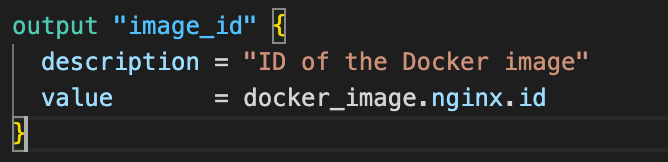 output "image_id" {
  description = "ID of the Docker image"
  value       = docker_image.nginx.id
}